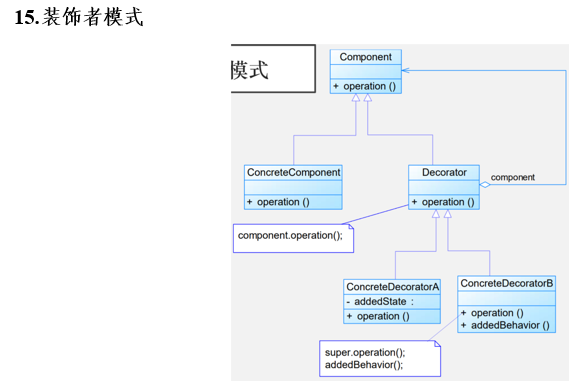 15.装饰者模式
模式
Component
+ operation ()
ConcreteComponent
+ operation ()
Decorator
+ operation ()
component
component.operation();
ConcreteDecoratorA
- addedState :
+ operation ()
ConcreteDecoratorB
+ operation ()
+ addedBehavior ()
super.operation();
addedBehavior();